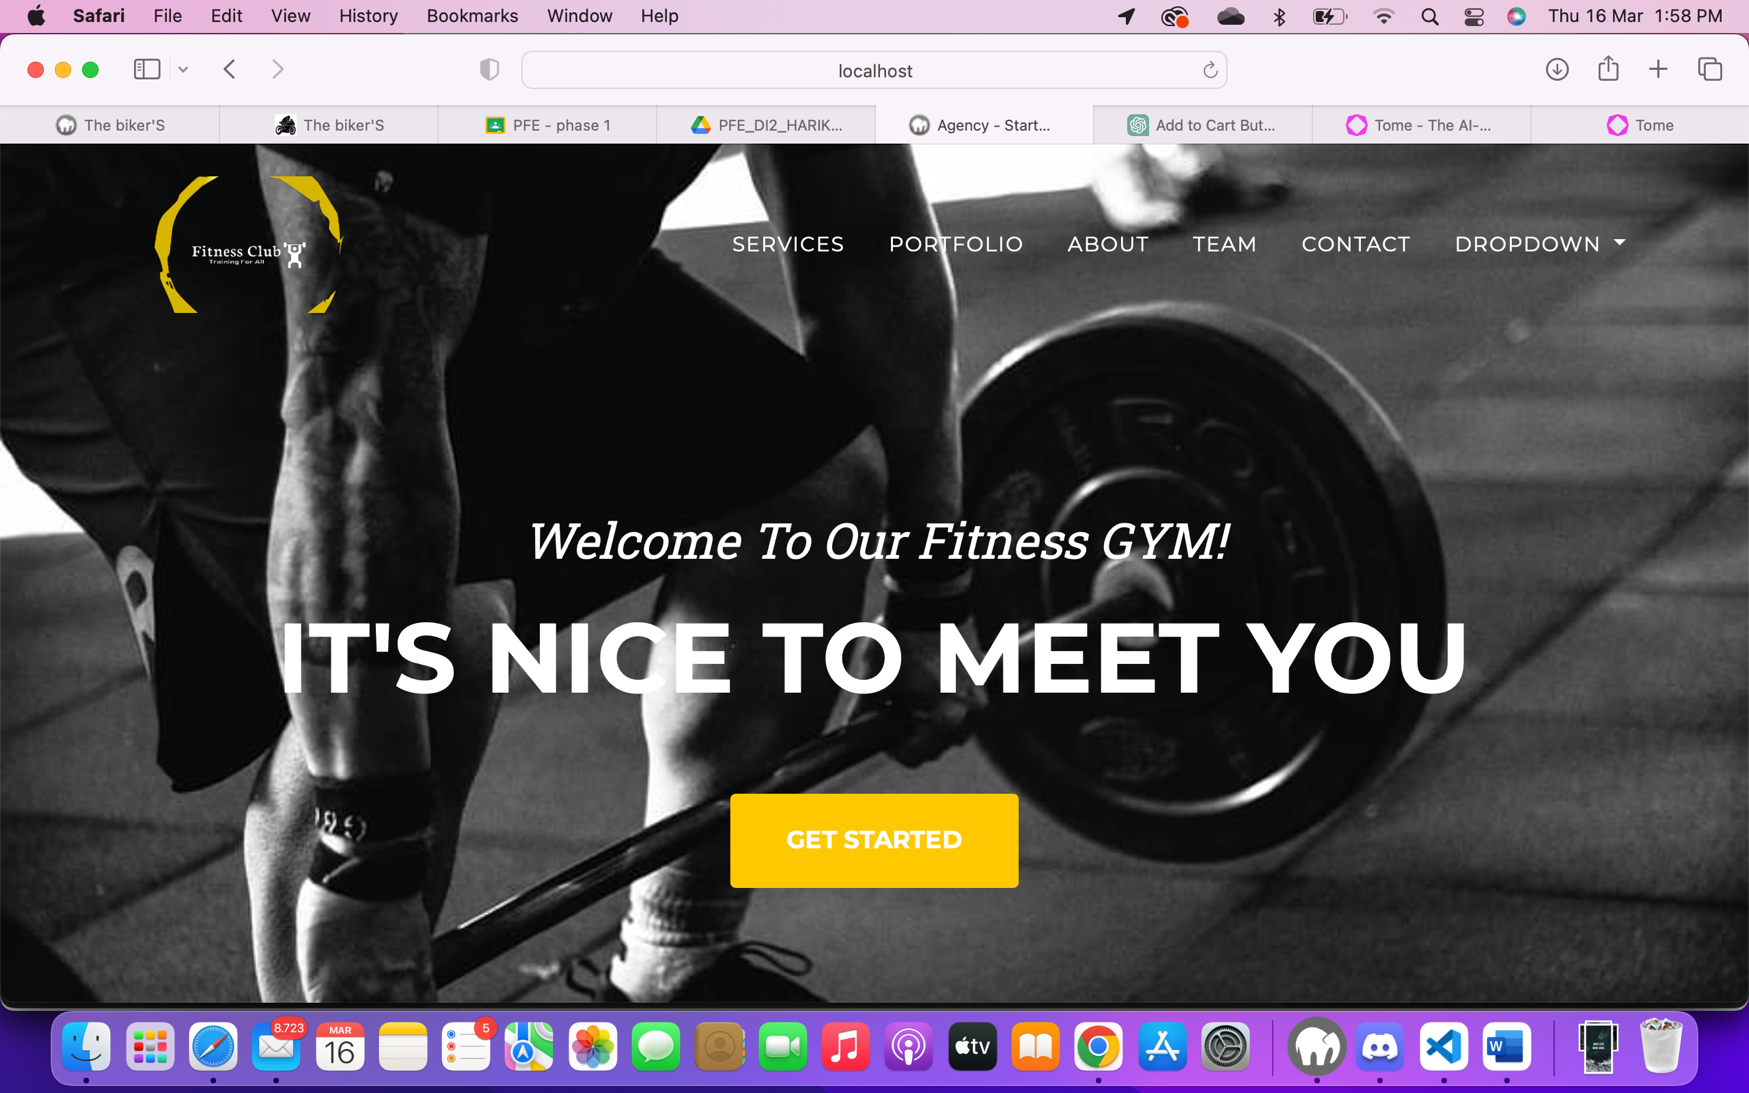 Safari File Edit View History Bookmarks Window Help Thu 16 Mar 1:58 PM
localhost
The biker'S The biker'S PFE - phase 1 PFE_DI2_HARIK... Agency - Start... Add to Cart But... Tome - The AI-... Tome
Fitness Club
Training For All
SERVICES PORTFOLIO ABOUT TEAM CONTACT DROPDOWN
Welcome To Our Fitness GYM!
IT'S NICE TO MEET YOU
GET STARTED
8.723 MAR 5
16 tv W